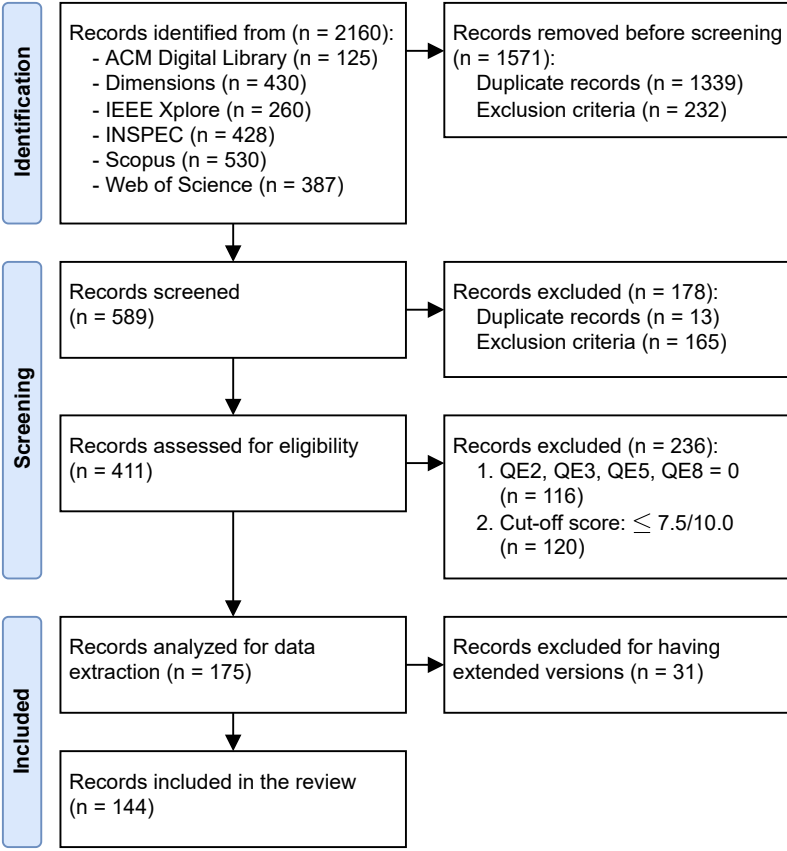 Identification
Records identified from (n = 2160):
- ACM Digital Library (n = 125)
- Dimensions (n = 430)
- IEEE Xplore (n = 260)
- INSPEC (n = 428)
- Scopus (n = 530)
- Web of Science (n = 387)
Records removed before screening
(n = 1571):
Duplicate records (n = 1339)
Exclusion criteria (n = 232)
Screening
Records screened
(n = 589)
Records excluded (n = 178):
Duplicate records (n = 13)
Exclusion criteria (n = 165)
Records assessed for eligibility
(n = 411)
Records excluded (n = 236):
1. QE2, QE3, QE5, QE8 = 0
(n = 116)
2. Cut-off score: ≤ 7.5/10.0
(n = 120)
Included
Records analyzed for data
extraction (n = 175)
Records excluded for having
extended versions (n = 31)
Records included in the review
(n = 144)